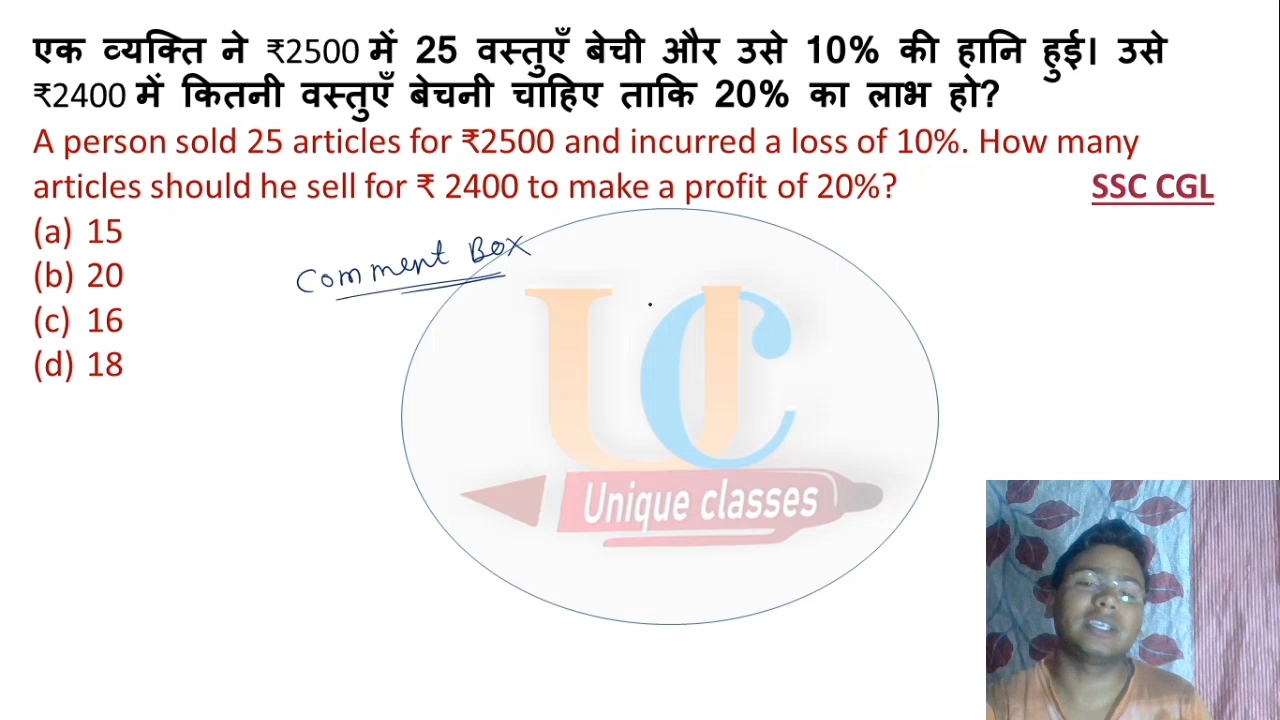 एक व्यक्ति ने ₹2500 में 25 वस्तुएँ बेची और उसे 10% की हानि हुई। उसे
₹2400 में कितनी वस्तुएँ बेचनी चाहिए ताकि 20% का लाभ हो?
A person sold 25 articles for ₹2500 and incurred a loss of 10%. How many
articles should he sell for ₹ 2400 to make a profit of 20%?
SSC CGL
(a) 15
(b) 20
(c) 16
(d) 18
Comment Box
UC
Unique classes